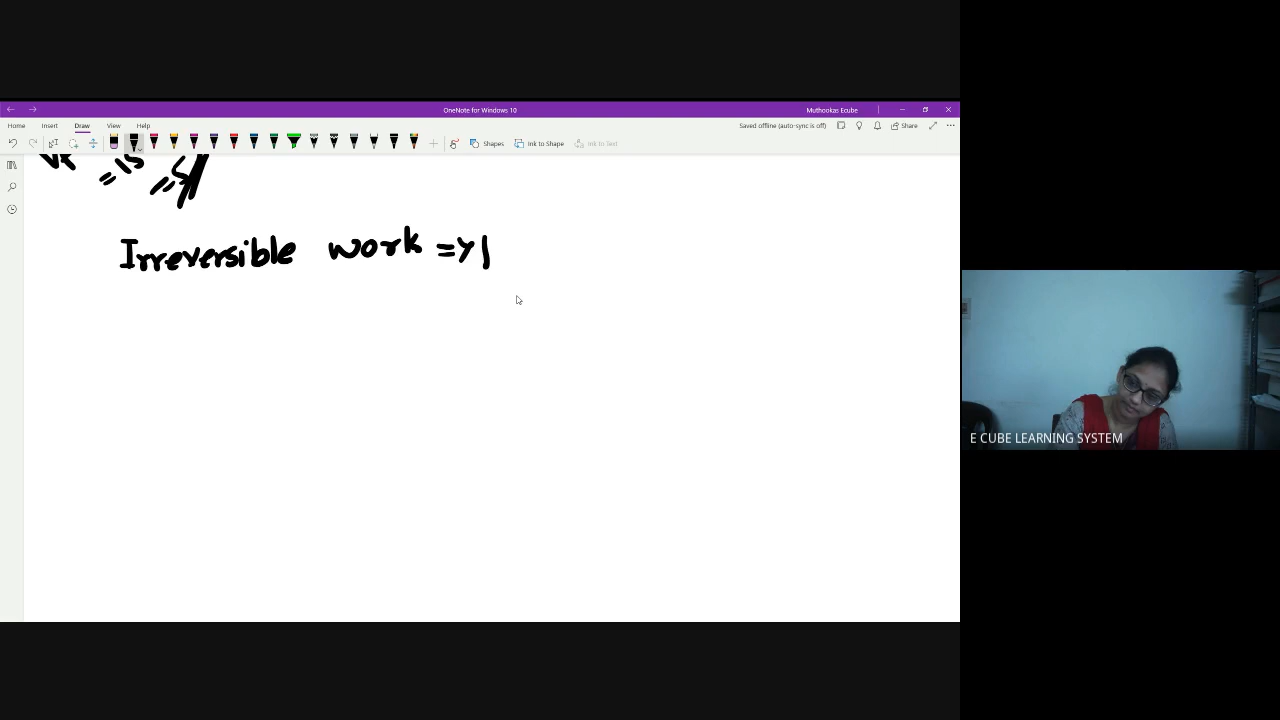 OneNote for Windows 10
Muthookas Ecube
Home Insert Draw View Help
Saved offline (auto-sync is off) Share
Shapes Ink to Shape Ink to Text
= 15
Irreversible work = y |
E CUBE LEARNING SYSTEM